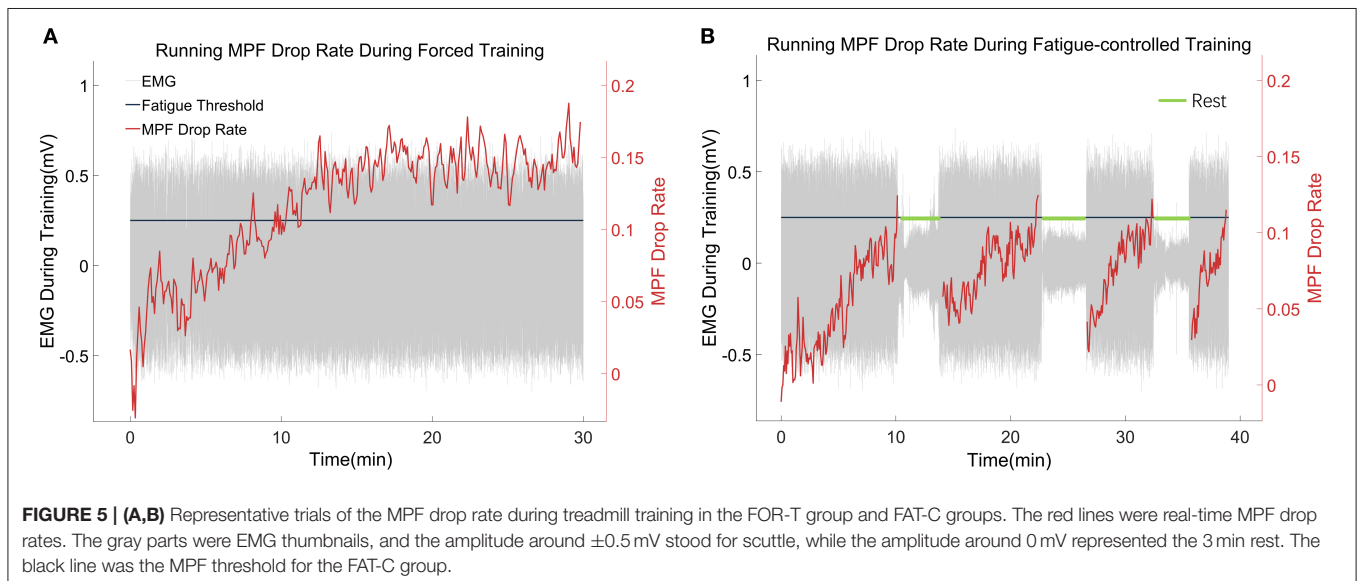 A
Running MPF Drop Rate During Forced Training
EMG
Fatigue Threshold
MPF Drop Rate
EMG During Training(mV)
1
0.5
0
-0.5
0.2
0.15
0.1
0.05
0
MPF Drop Rate
0
10
20
30
Time(min)
B
Running MPF Drop Rate During Fatigue-controlled Training
Rest
EMG During Training(mV)
1
0.5
0
-0.5
0.2
0.15
0.1
0.05
0
MPF Drop Rate
0
10
20
30
40
Time(min)
FIGURE 5 | (A,B) Representative trials of the MPF drop rate during treadmill training in the FOR-T group and FAT-C groups. The red lines were real-time MPF drop
rates. The gray parts were EMG thumbnails, and the amplitude around ±0.5 mV stood for scuttle, while the amplitude around 0 mV represented the 3 min rest. The
black line was the MPF threshold for the FAT-C group.